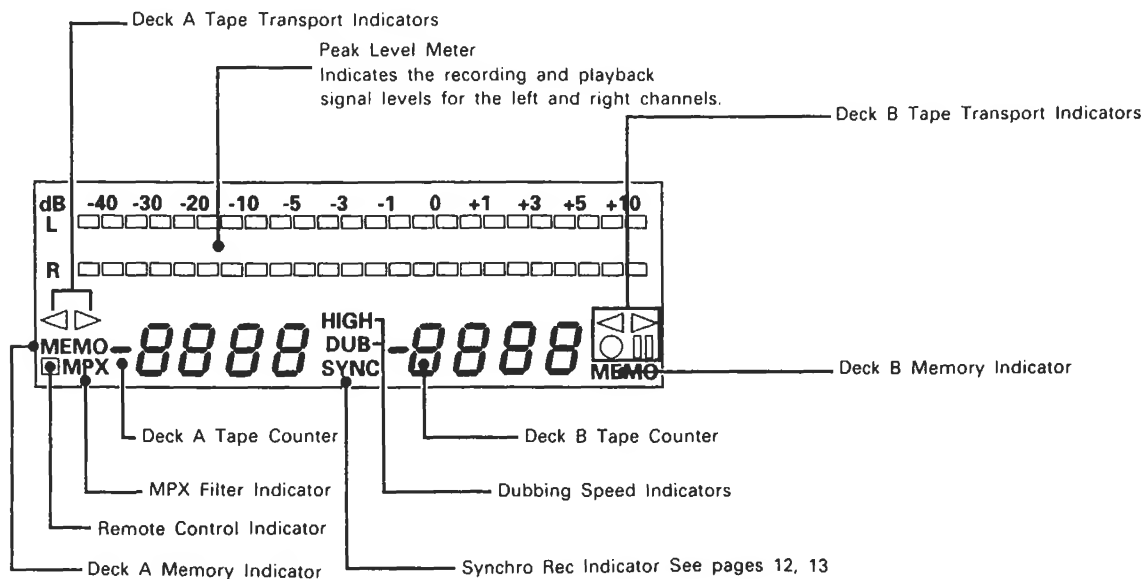 Deck A Tape Transport Indicators
Peak Level Meter
Indicates the recording and playback
signal levels for the left and right channels.
Deck B Tape Transport Indicators
dB -40 -30 -20 -10 -5 -3 -1 0 +1 +3 +5 +10
L
R
HIGH
MEMO -8888 DUB -8888
MPX SYNC MEMO
Deck B Memory Indicator
Deck A Tape Counter
Deck B Tape Counter
MPX Filter Indicator
Dubbing Speed Indicators
Remote Control Indicator
Deck A Memory Indicator
Synchro Rec Indicator See pages 12, 13